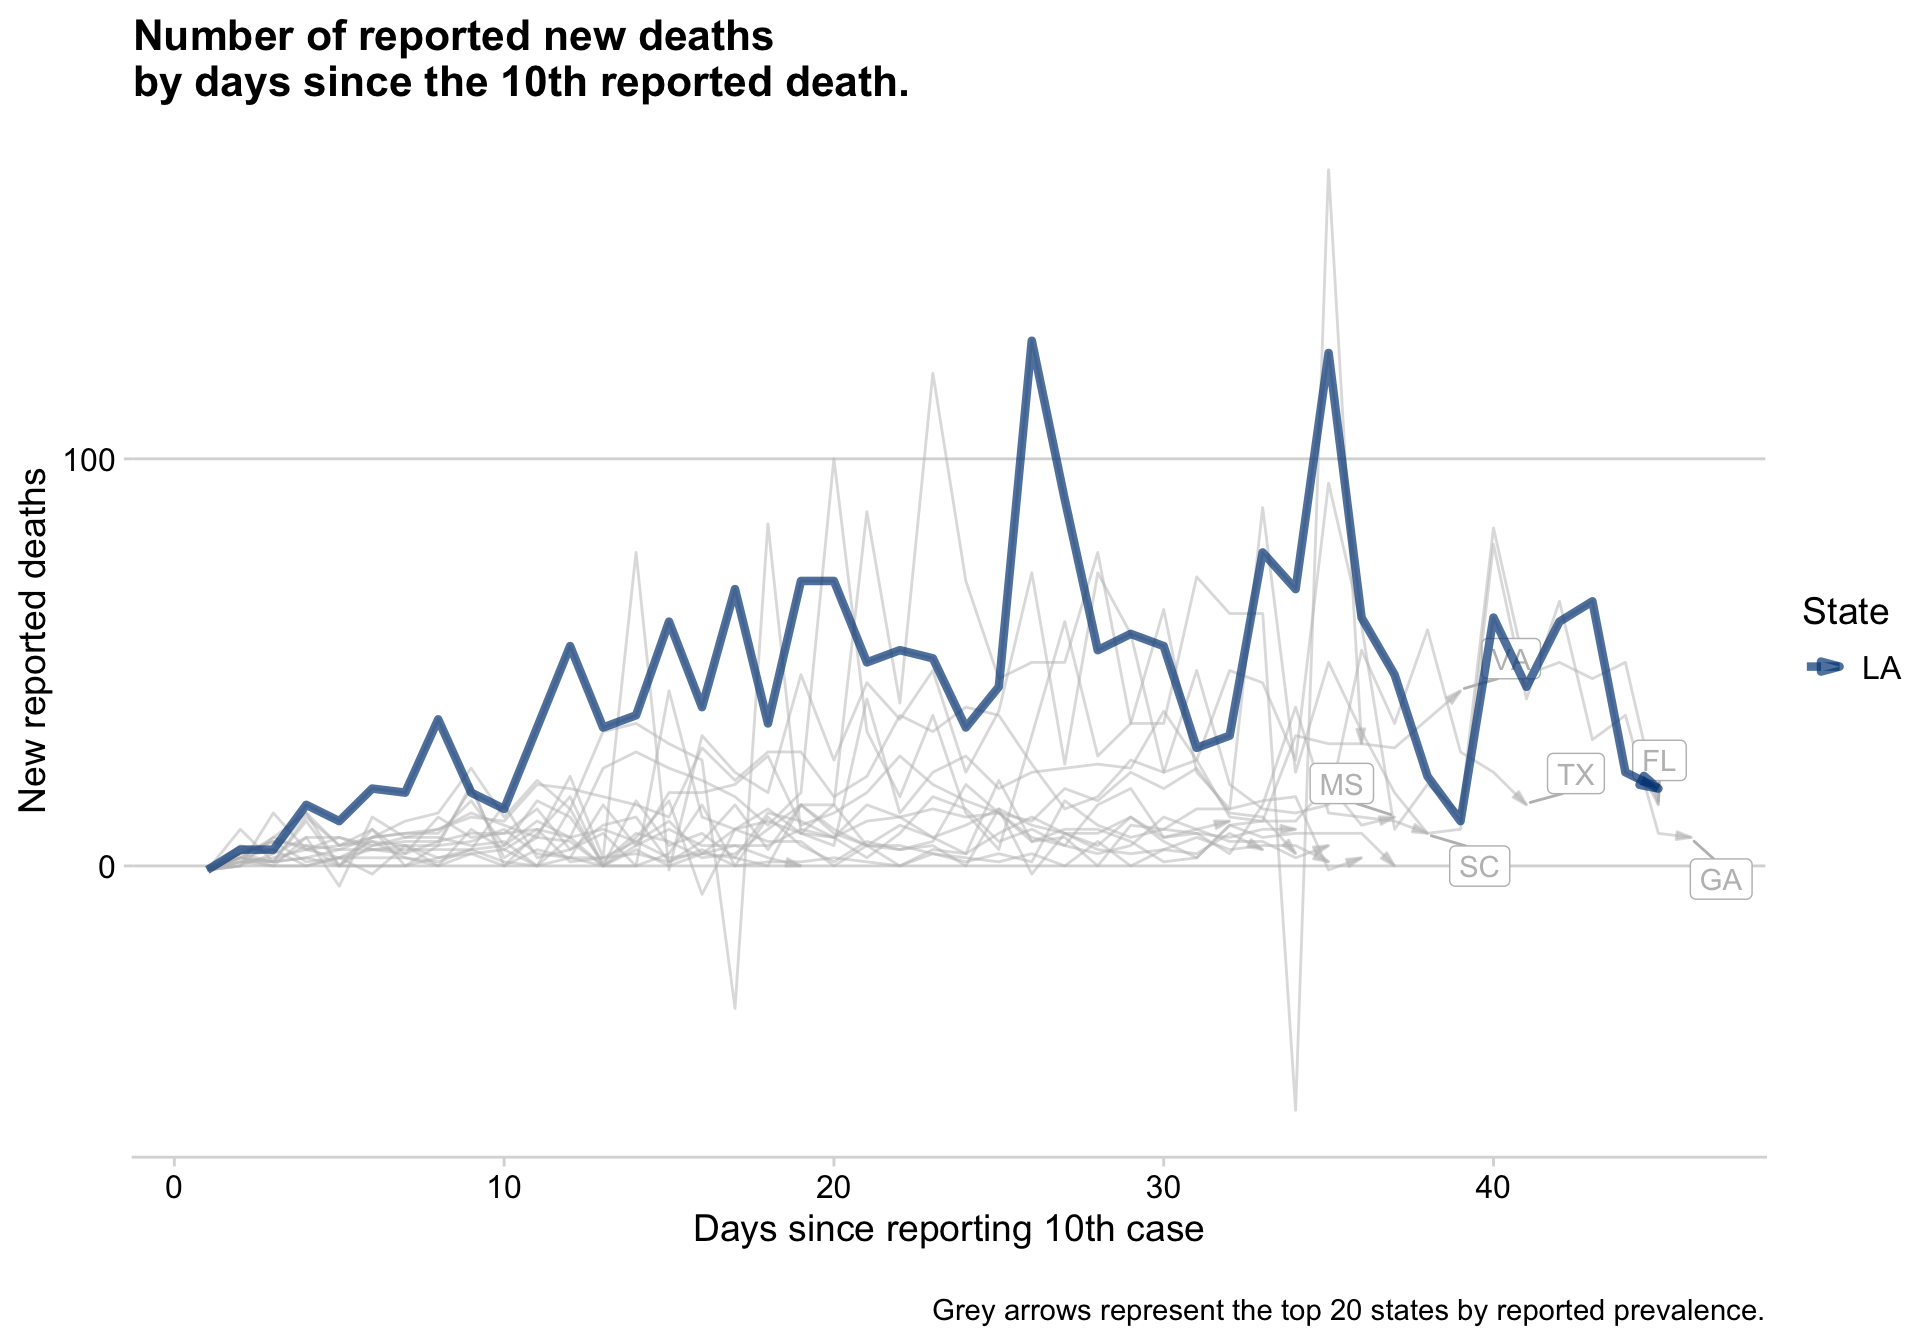 Number of reported new deaths
by days since the 10th reported death.
New reported deaths
100
0
MS
TX
FL
SC
GA
State
LA
0 10 20 30 40
Days since reporting 10th case
Grey arrows represent the top 20 states by reported prevalence.